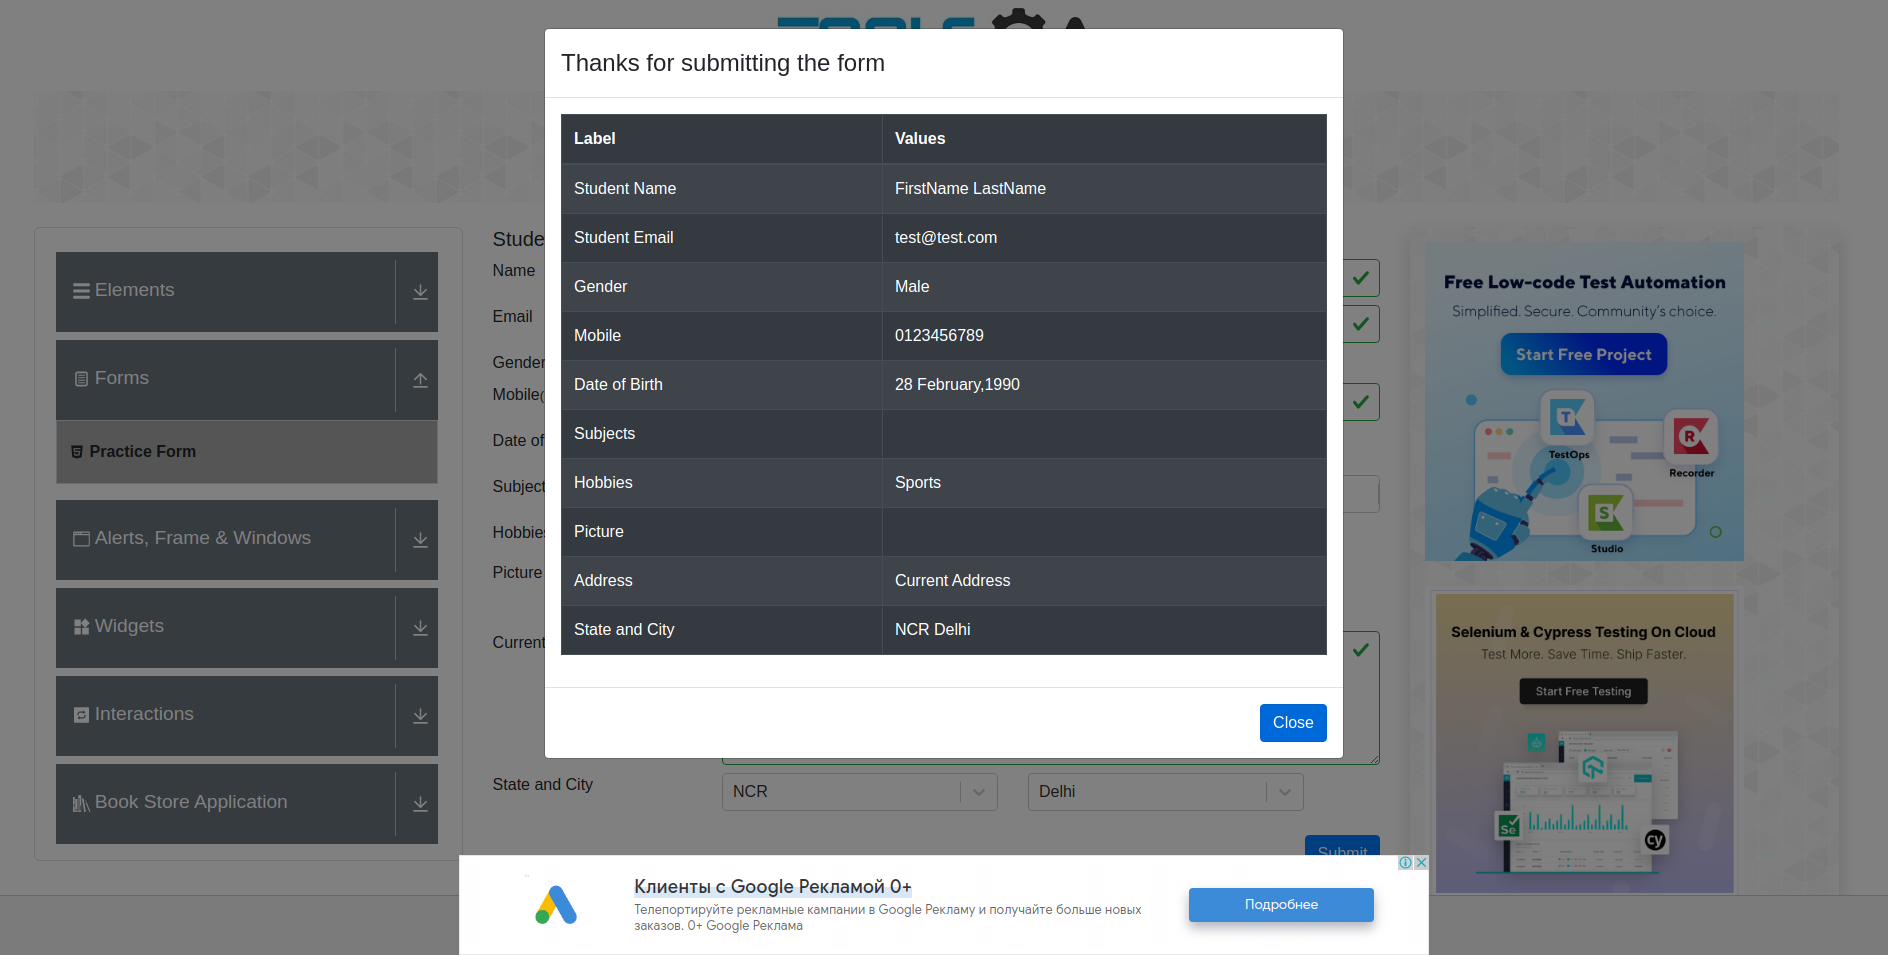 Thanks for submitting the form
Label Values
Student Name FirstName LastName
Student Email test@test.com
Gender Male
Mobile 0123456789
Date of Birth 28 February,1990
Subjects
Hobbies Sports
Picture
Address Current Address
State and City NCR Delhi
Close
Elements
Forms
Practice Form
Alerts, Frame & Windows
Widgets
Interactions
Book Store Application
Stude
Name
Email
Gender
Mobile(
Date of
Subject
Hobbies
Picture
Current
State and City NCR Delhi
Submit
Free Low-code Test Automation
Simplified. Secure. Community's choice.
Start Free Project
T
TestOps
R
Recorder
S
Studio
Selenium & Cypress Testing On Cloud
Test More. Save Time. Ship Faster.
Start Free Testing
Se
cy
Клиенты с Google Рекламой 0+
Телепортируйте рекламные кампании в Google Рекламу и получайте больше новых
заказов. 0+ Google Реклама
Подробнее